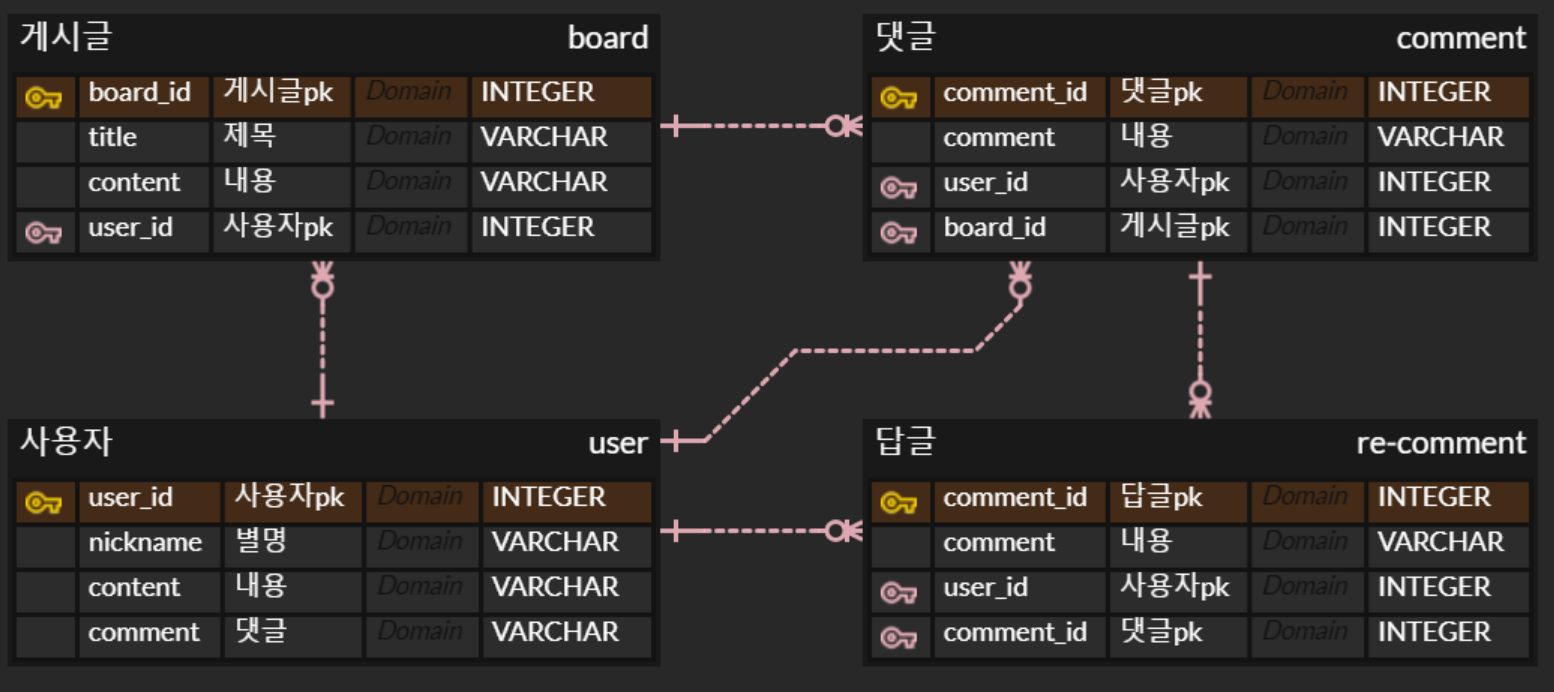 게시글 board
board_id 게시글pk Domain INTEGER
title 제목 Domain VARCHAR
content 내용 Domain VARCHAR
user_id 사용자pk Domain INTEGER
댓글 comment
comment_id 댓글pk Domain INTEGER
comment 내용 Domain VARCHAR
user_id 사용자pk Domain INTEGER
board_id 게시글pk Domain INTEGER
사용자 user
user_id 사용자pk Domain INTEGER
nickname 별명 Domain VARCHAR
content 내용 Domain VARCHAR
comment 댓글 Domain VARCHAR
답글 re-comment
comment_id 답글pk Domain INTEGER
comment 내용 Domain VARCHAR
user_id 사용자pk Domain INTEGER
comment_id 댓글pk Domain INTEGER